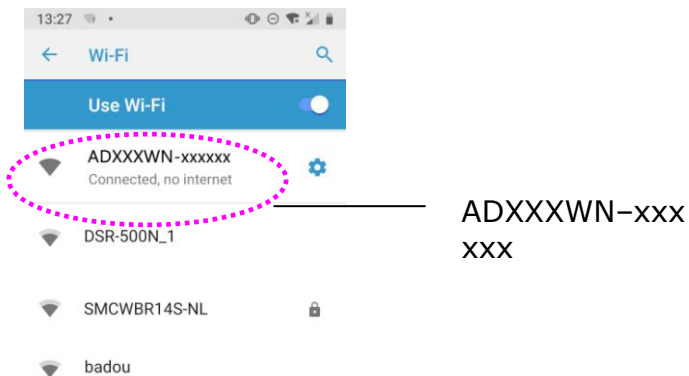 13:27
Wi-Fi
Use Wi-Fi
ADXXXWN-xxxxxx
Connected, no internet
ADXXXWN–xxx
xxx
DSR-500N_1
SMCWBR14S-NL
badou